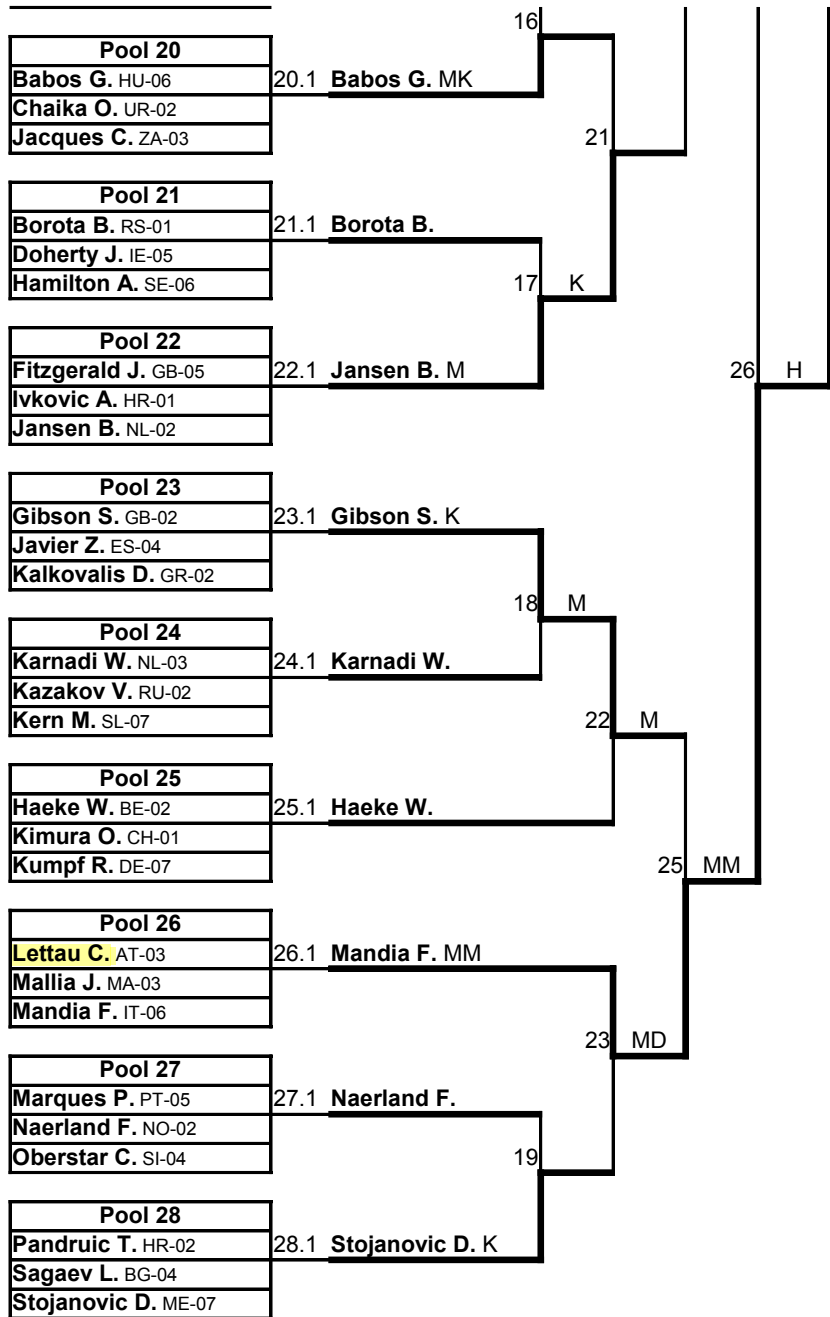 16
Pool 20
Babos G. HU-06 20.1 Babos G. MK
Chaika O. UR-02
Jacques C. ZA-03
21
Pool 21
Borota B. RS-01 21.1 Borota B.
Doherty J. IE-05
Hamilton A. SE-06
17 K
Pool 22
Fitzgerald J. GB-05 22.1 Jansen B. M
26 H
Ivkovic A. HR-01
Jansen B. NL-02
Pool 23
Gibson S. GB-02 23.1 Gibson S. K
Javier Z. ES-04
Kalkovalis D. GR-02
18 M
Pool 24
Karnadi W. NL-03 24.1 Karnadi W.
Kazakov V. RU-02
Kern M. SL-07
22 M
Pool 25
Haeke W. BE-02 25.1 Haeke W.
Kimura O. CH-01
Kumpf R. DE-07
25 MM
Pool 26
Lettau C. AT-03 26.1 Mandia F. MM
Mallia J. MA-03
Mandia F. IT-06
23 MD
Pool 27
Marques P. PT-05 27.1 Naerland F.
Naerland F. NO-02
Oberstar C. SI-04
19
Pool 28
Pandruic T. HR-02 28.1 Stojanovic D. K
Sagaev L. BG-04
Stojanovic D. ME-07